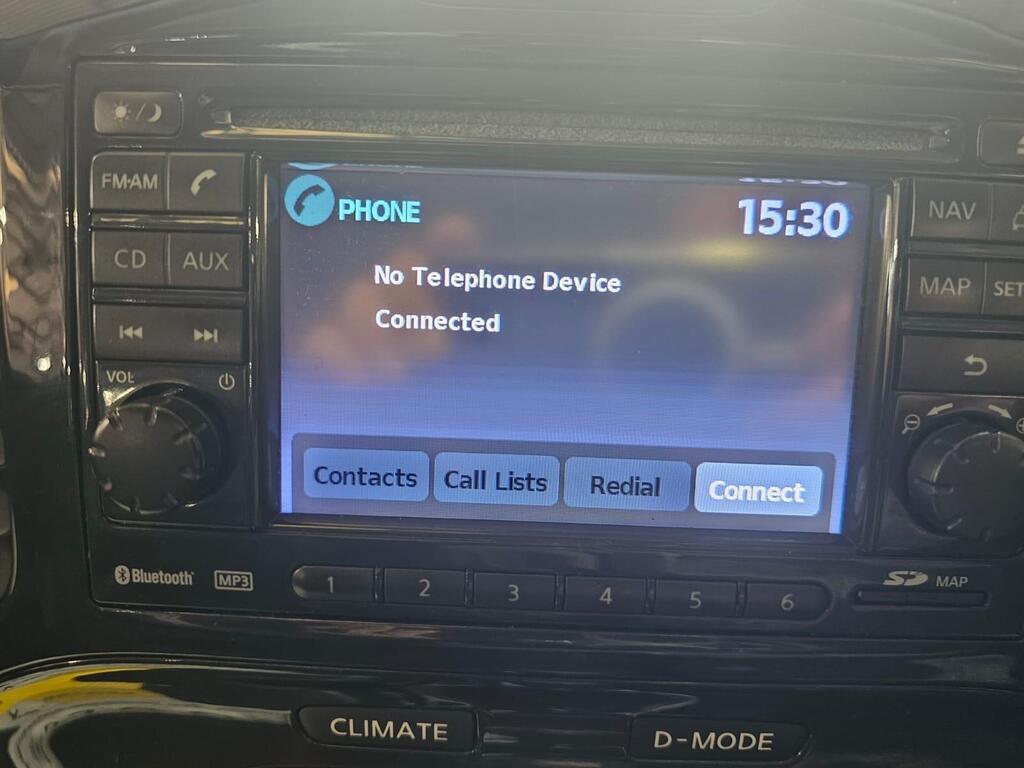 FM·AM
CD
AUX
VOL
PHONE
15:30
No Telephone Device
Connected
Contacts
Call Lists
Redial
Connect
NAV
MAP
SET
Bluetooth
MP3
1
2
3
4
5
6
SD MAP
CLIMATE
D-MODE